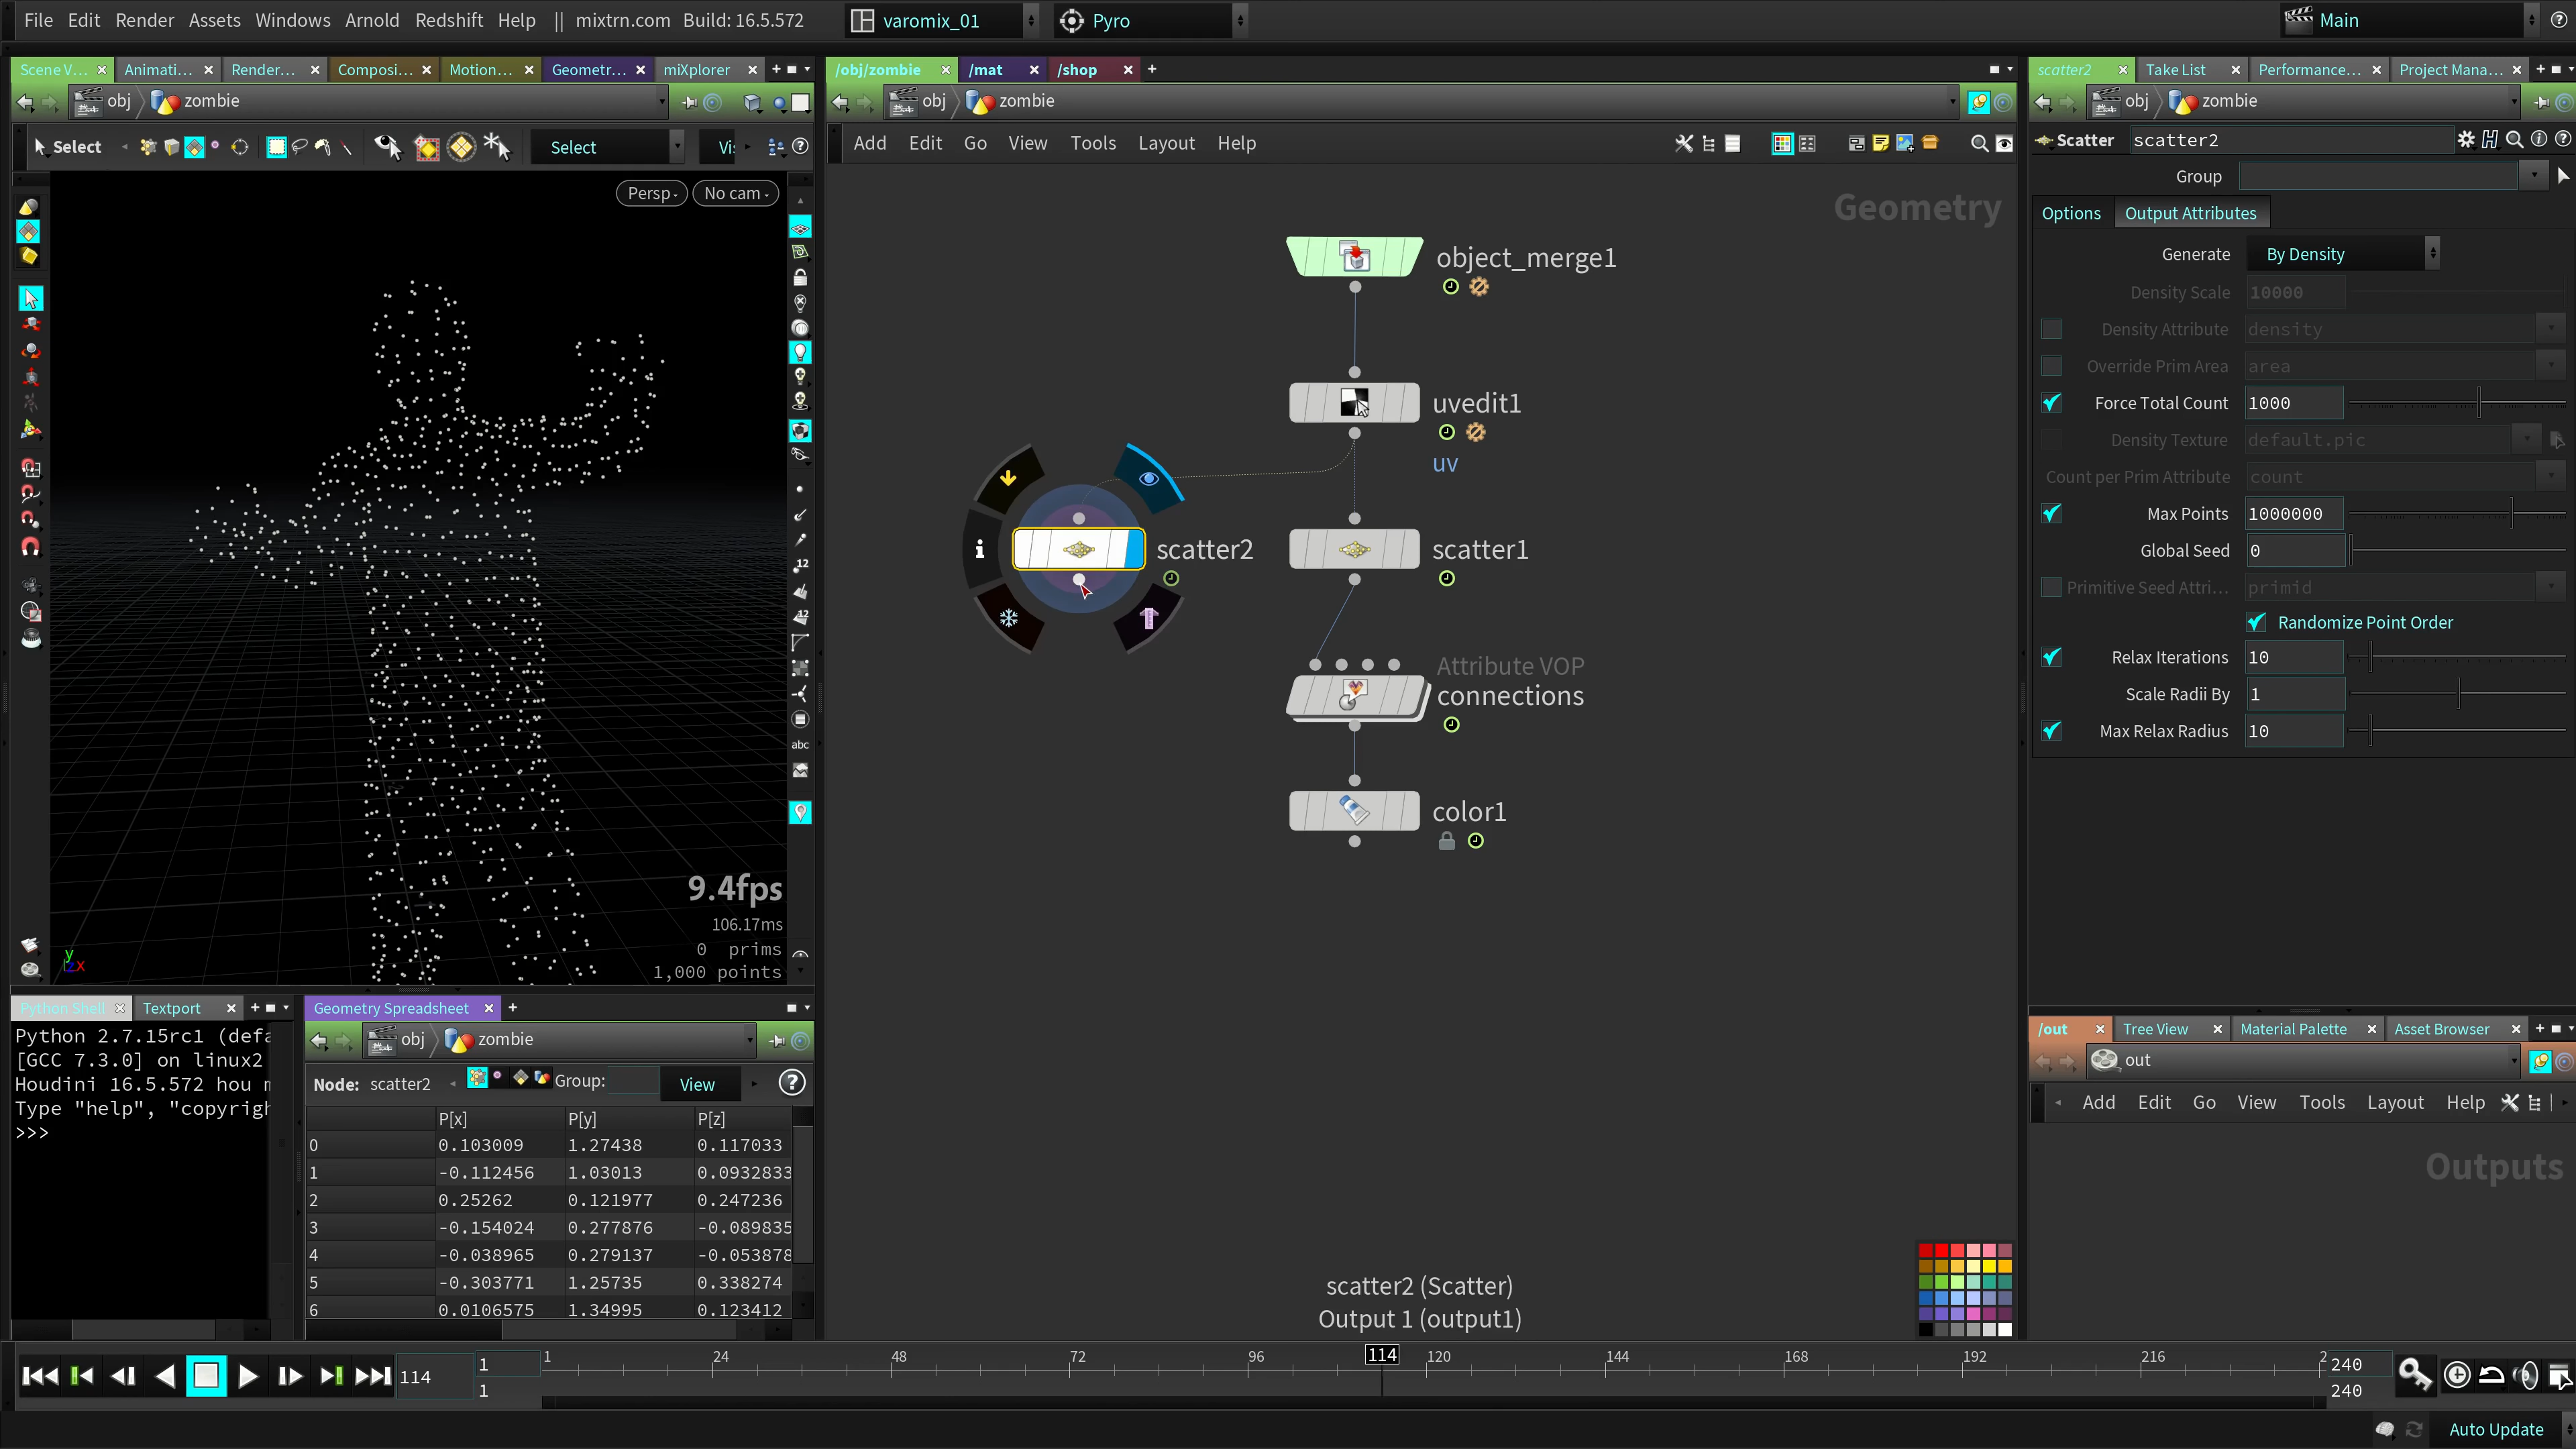 File Edit Render Assets Windows Arnold Redshift Help || mixtrn.com Build: 16.5.572 varomix_01 Pyro Main
Scene V... Animati... Render... Composi... Motion... Geometr... miXplorer
/obj/zombie /mat /shop
scatter2 Take List Performance... Project Mana...
obj zombie
obj zombie
obj zombie
Select Select Vi
Add Edit Go View Tools Layout Help
Scatter scatter2
Group
Options Output Attributes
Persp No cam
Geometry
Generate By Density
Density Scale 10000
Density Attribute density
Override Prim Area area
Force Total Count 1000
Density Texture default.pic
Count per Prim Attribute count
Max Points 1000000
Global Seed 0
Primitive Seed Attri... primid
Randomize Point Order
Relax Iterations 10
Scale Radii By 1
Max Relax Radius 10
object_merge1
uvedit1
uv
scatter2
scatter1
Attribute VOP
connections
color1
12
12
abc
9.4fps
106.17ms
0 prims
1,000 points
y
z x
Python Shell Textport
Python 2.7.15rc1 (defa
[GCC 7.3.0] on linux2
Houdini 16.5.572 hou m
Type "help", "copyrigh
>>>
Geometry Spreadsheet
obj zombie
Node: scatter2 Group: View
P[x] P[y] P[z]
0 0.103009 1.27438 0.117033
1 -0.112456 1.03013 0.0932833
2 0.25262 0.121977 0.247236
3 -0.154024 0.277876 -0.089835
4 -0.038965 0.279137 -0.053878
5 -0.303771 1.25735 0.338274
6 0.0106575 1.34995 0.123412
scatter2 (Scatter)
Output 1 (output1)
/out Tree View Material Palette Asset Browser
out
Add Edit Go View Tools Layout Help
Outputs
114 1 1 24 48 72 96 114 120 144 168 192 216 2 240
1 240
Auto Update